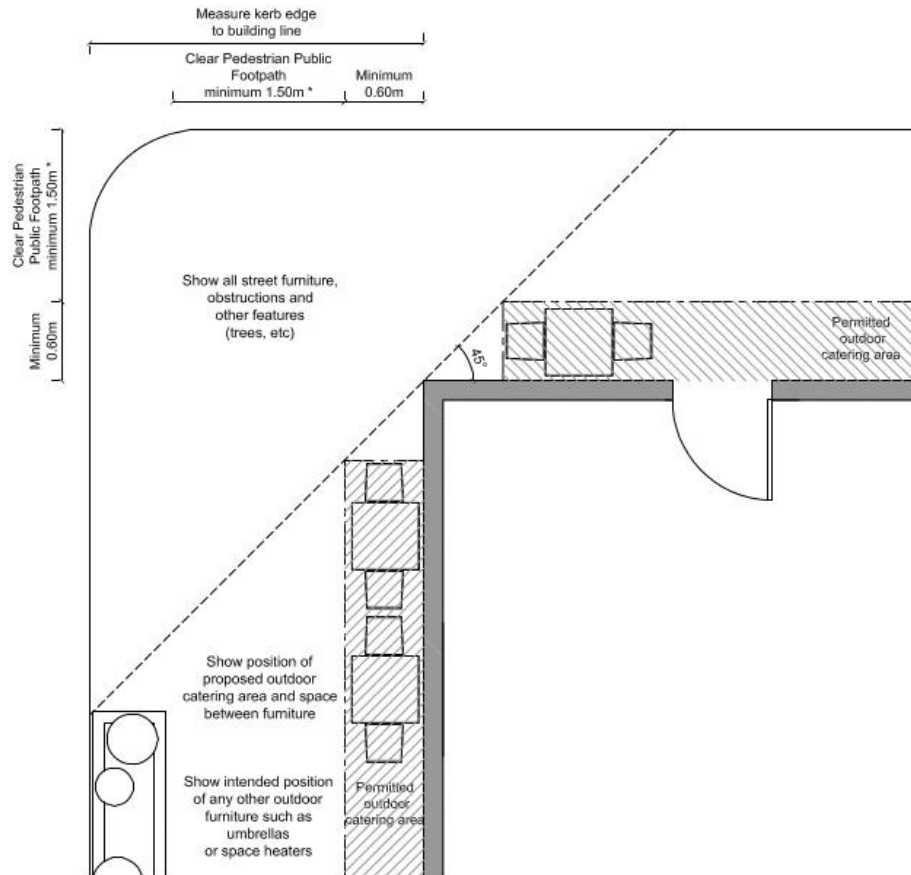 Measure kerb edge
to building line
Clear Pedestrian Public
Footpath
minimum 1.50m *
Minimum
0.60m
Clear Pedestrian
Public Footpath
minimum 1.50m *
Minimum
0.60m
Show all street furniture,
obstructions and
other features
(trees, etc)
45°
Permitted
outdoor
catering area
Show position of
proposed outdoor
catering area and space
between furniture
Show intended position
of any other outdoor
furniture such as
umbrellas
or space heaters
Permitted
outdoor
catering area